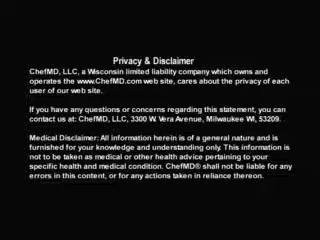 Privacy & Disclaimer
ChefMD, LLC, a Wisconsin limited liability company which owns and
operates the www.ChefMD.com web site, cares about the privacy of each
user of our web site.
If you have any questions or concerns regarding this statement, you can
contact us at: ChefMD, LLC, 3300 W. Vera Avenue, Milwaukee WI, 53209.
Medical Disclaimer: All information herein is of a general nature and is
furnished for your knowledge and understanding only. This information is
not to be taken as medical or other health advice pertaining to your
specific health and medical condition. ChefMD® shall not be liable for any
errors in this content, or for any actions taken in reliance thereon.